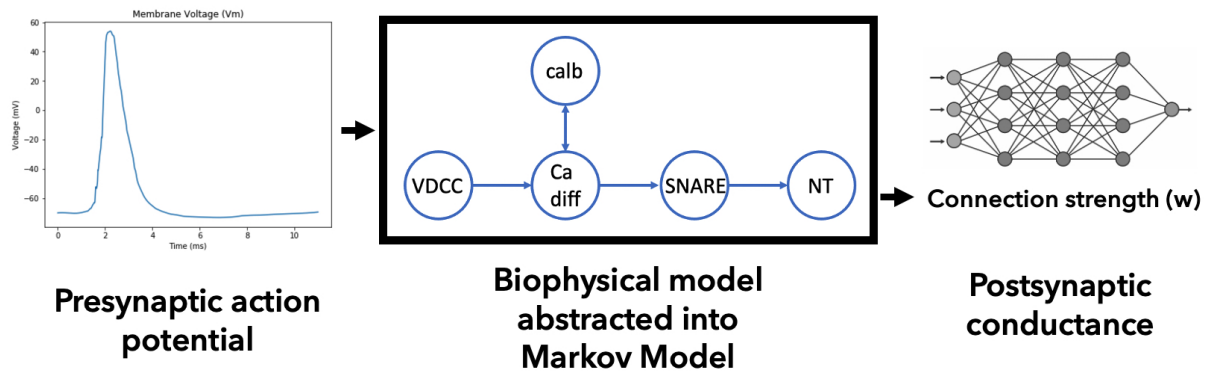 Membrane Voltage (Vm)
60
40
20
0
−20
−40
−60
Voltage (mV)
0 2 4 6 8 10
Time (ms)
Presynaptic action
potential
calb
VDCC
Ca
diff
SNARE
NT
Biophysical model
abstracted into
Markov Model
Connection strength (w)
Postsynaptic
conductance